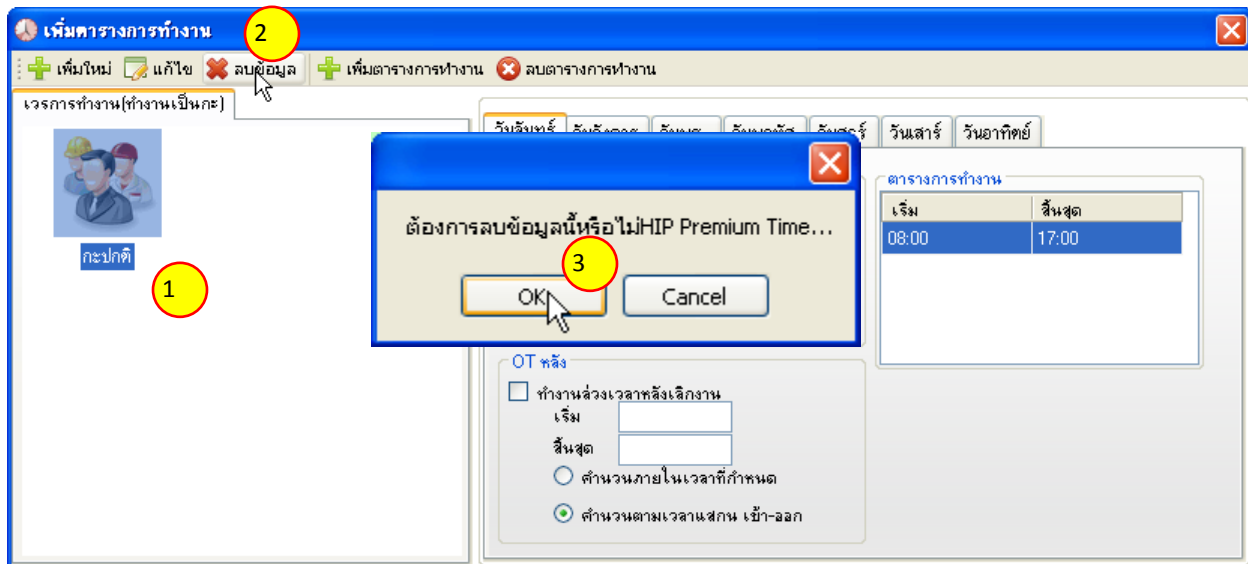 เพิ่มตารางการทำงาน
2
เพิ่มใหม่ แก้ไข ลบข้อมูล เพิ่มตารางการทำงาน ลบตารางการทำงาน
เวรการทำงาน(ทำงานเป็นกะ)
กะปกติ
1
วันจันทร์ วันเสาร์ วันอาทิตย์
ต้องการลบข้อมูลนี้หรือไม่HIP Premium Time...
3
OK Cancel
ตารางการทำงาน
เริ่ม สิ้นสุด
08:00 17:00
OT หลัง
ทำงานล่วงเวลาหลังเลิกงาน
เริ่ม
สิ้นสุด
คำนวนภายในเวลาที่กำหนด
คำนวนตามเวลาแสกน เข้า-ออก